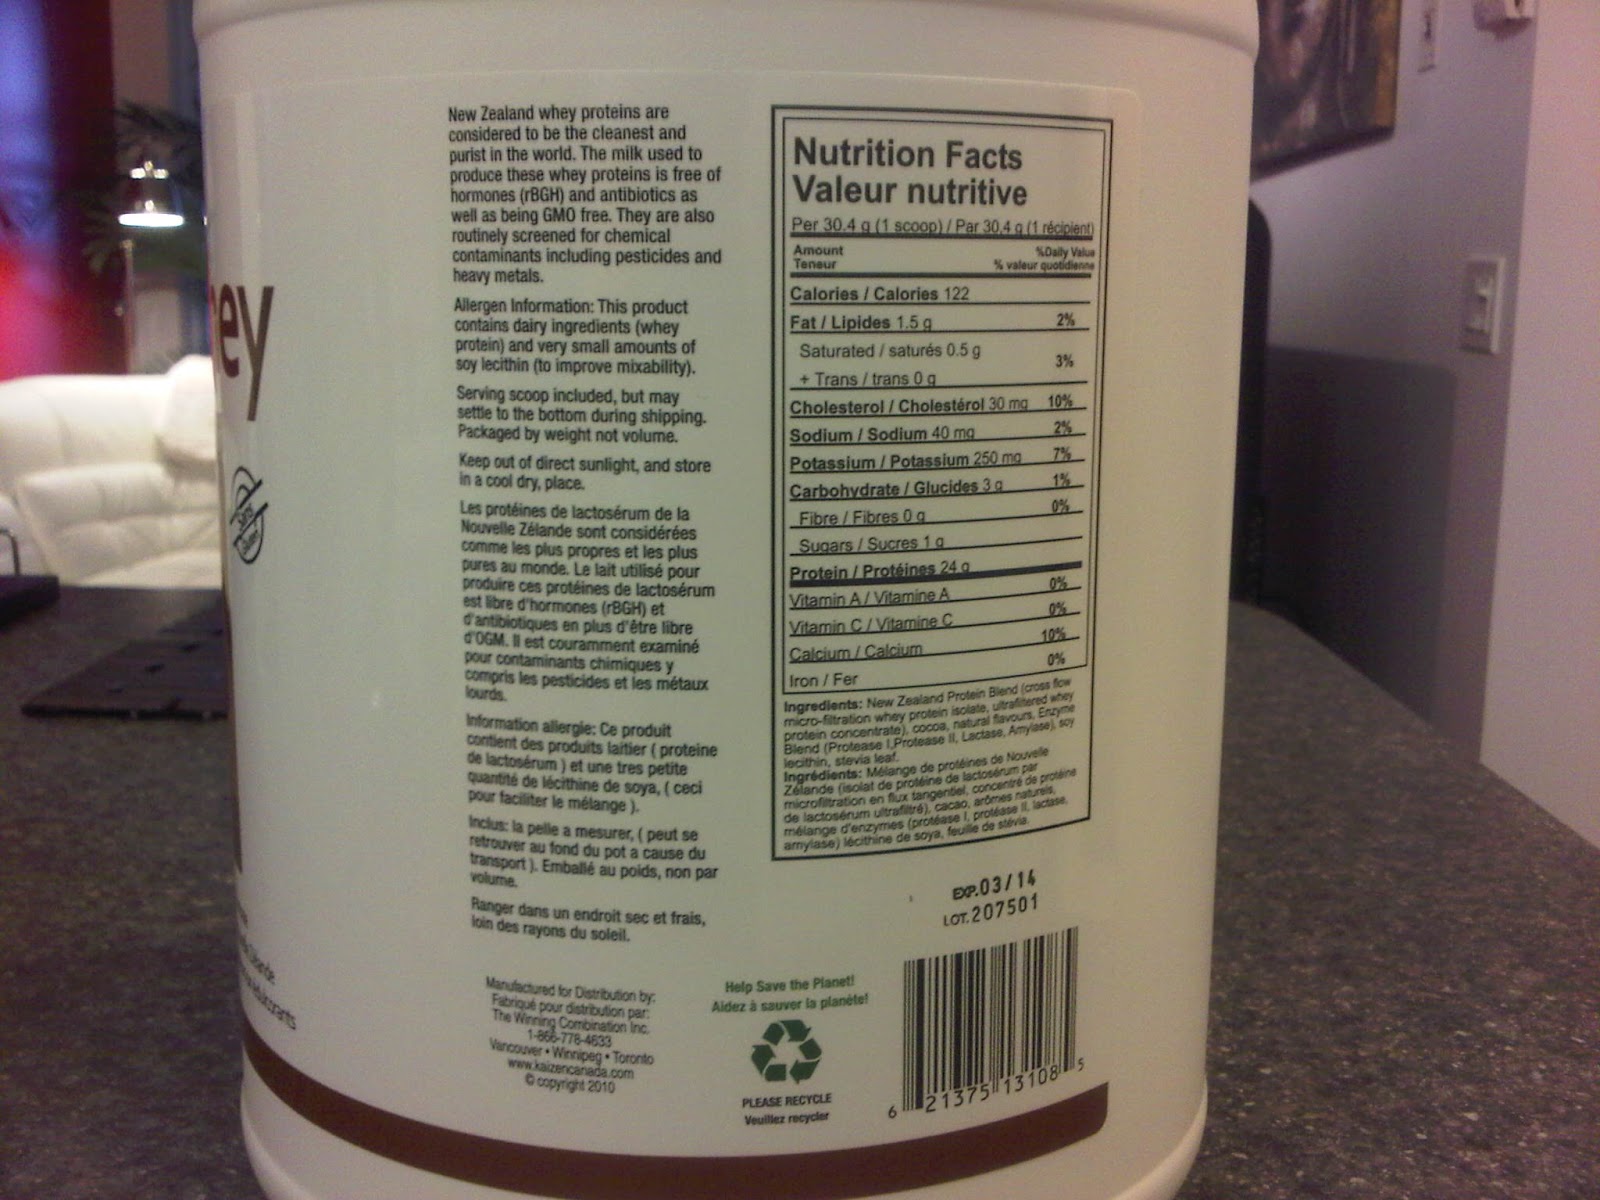 ey
Sans
New Zealand whey proteins are
considered to be the cleanest and
purist in the world. The milk used to
produce these whey proteins is free of
hormones (rBGH) and antibiotics as
well as being GMO free. They are also
routinely screened for chemical
contaminants including pesticides and
heavy metals.
Allergen Information: This product
contains dairy ingredients (whey
protein) and very small amounts of
soy lecithin (to improve mixability).
Serving scoop included, but may
settle to the bottom during shipping.
Packaged by weight not volume.
Keep out of direct sunlight, and store
in a cool dry, place.
Les protéines de lactosérum de la
Nouvelle Zélande sont considérées
comme les plus propres et les plus
pures au monde. Le lait utilisé pour
produire ces protéines de lactosérum
est libre d'hormones (rBGH) et
d'antibiotiques en plus d'être libre
d'OGM. Il est couramment examiné
pour contaminants chimiques y
compris les pesticides et les métaux
lourds.
Information allergie: Ce produit
contient des produits laitier ( proteine
de lactosérum ) et une tres petite
quantité de lécithine de soya, ( ceci
pour faciliter le mélange ).
Inclus: la pelle a mesurer, ( peut se
retrouver au fond du pot a cause du
transport ). Emballé au poids, non par
volume.
Ranger dans un endroit sec et frais,
loin des rayons du soleil.
Manufactured for Distribution by:
Fabriqué pour distribution par:
The Winning Combination Inc.
1-866-778-4633
Vancouver • Winnipeg • Toronto
www.kaizencanada.com
© copyright 2010
Nutrition Facts
Valeur nutritive
Per 30.4 g (1 scoop) / Par 30.4 g (1 récipient)
Amount %Daily Value
Teneur % valeur quotidienne
Calories / Calories 122
Fat / Lipides 1.5 g 2%
Saturated / saturés 0.5 g 3%
+ Trans / trans 0 g
Cholesterol / Cholestérol 30 mg 10%
Sodium / Sodium 40 mg 2%
Potassium / Potassium 250 mg 7%
Carbohydrate / Glucides 3 g 1%
Fibre / Fibres 0 g 0%
Sugars / Sucres 1 g
Protein / Protéines 24 g
Vitamin A / Vitamine A 0%
Vitamin C / Vitamine C 0%
Calcium / Calcium 10%
Iron / Fer 0%
Ingredients: New Zealand Protein Blend (cross flow
micro-filtration whey protein isolate, ultrafiltered whey
protein concentrate), cocoa, natural flavours, Enzyme
Blend (Protease I,Protease II, Lactase, Amylase), soy
lecithin, stevia leaf.
Ingrédients: Mélange de protéines de Nouvelle
Zélande (isolat de protéine de lactosérum par
microfiltration en flux tangentiel, concentré de protéine
de lactosérum ultrafiltré), cacao, arômes naturels,
mélange d'enzymes (protéase I, protéase II, lactase,
amylase) lécithine de soya, feuille de stévia.
EXP.03/14
LOT.207501
Help Save the Planet!
Aidez à sauver la planète!
PLEASE RECYCLE
Veuillez recycler
6 21375 13108 5